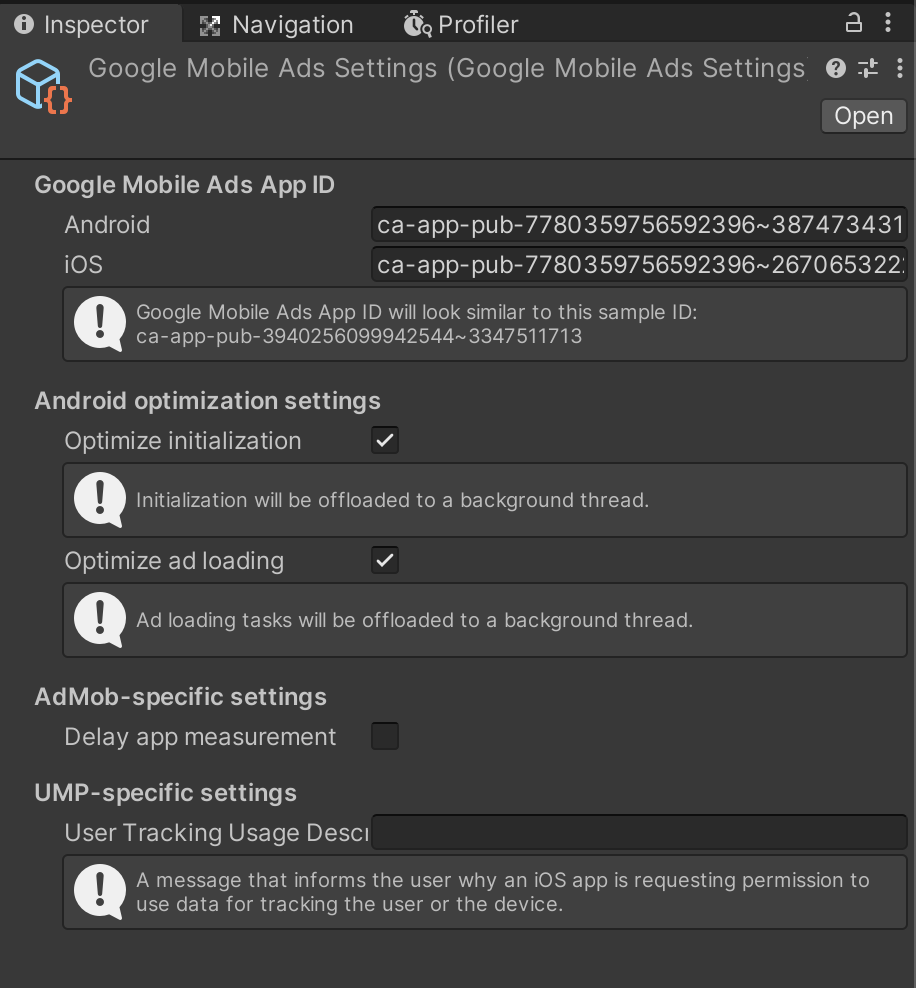 Inspector
Navigation
Profiler
Google Mobile Ads Settings (Google Mobile Ads Settings
Open
Google Mobile Ads App ID
Android ca-app-pub-7780359756592396~387473431
iOS ca-app-pub-7780359756592396~267065322
Google Mobile Ads App ID will look similar to this sample ID:
ca-app-pub-3940256099942544~3347511713
Android optimization settings
Optimize initialization
Initialization will be offloaded to a background thread.
Optimize ad loading
Ad loading tasks will be offloaded to a background thread.
AdMob-specific settings
Delay app measurement
UMP-specific settings
User Tracking Usage Descr
A message that informs the user why an iOS app is requesting permission to
use data for tracking the user or the device.